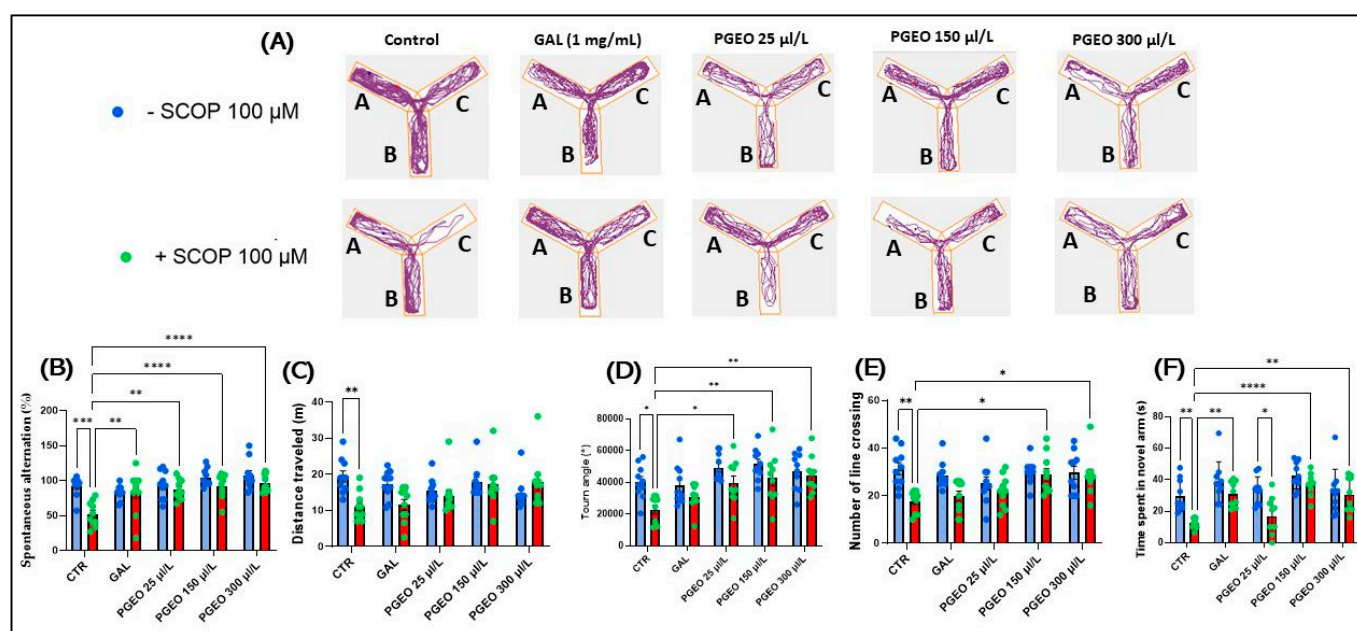 (A)
Control
GAL (1 mg/mL)
PGEO 25 µl/L
PGEO 150 µl/L
PGEO 300 µl/L
- SCOP 100 µM
A
C
B
A
C
B
A
C
B
A
C
B
A
C
B
+ SCOP 100 µM
A
C
B
A
C
B
A
C
B
A
C
B
A
C
B
(B)
Spontaneous alternation (%)
200
150
100
50
0
****
****
**
***
**
CTR
GAL
PGEO 25 µl/L
PGEO 150 µl/L
PGEO 300 µl/L
(C)
Distance traveled (m)
40
30
20
10
0
**
CTR
GAL
PGEO 25 µl/L
PGEO 150 µl/L
PGEO 300 µl/L
(D)
Tourn angle (°)
80000
60000
40000
20000
0
**
**
*
*
CTR
GAL
PGEO 25 µl/L
PGEO 150 µl/L
PGEO 300 µl/L
(E)
Number of line crossing
60
40
20
0
*
**
*
CTR
GAL
PGEO 25 µl/L
PGEO 150 µl/L
PGEO 300 µl/L
(F)
Time spent in novel arm (s)
80
60
40
20
0
**
****
**
**
*
CTR
GAL
PGEO 25 µl/L
PGEO 150 µl/L
PGEO 300 µl/L